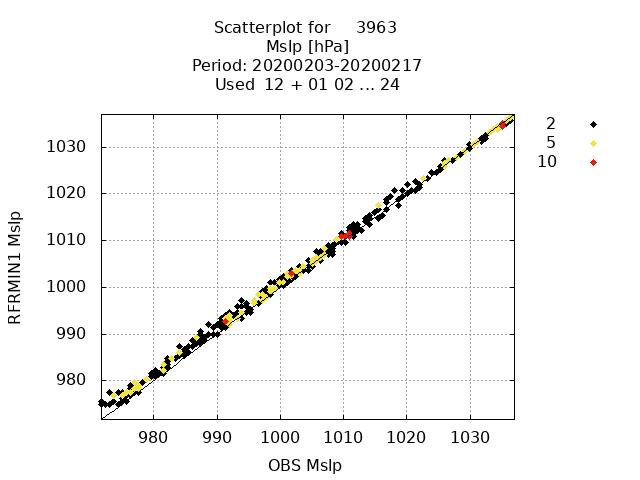 Scatterplot for 3963
Mslp [hPa]
Period: 20200203-20200217
Used 12 + 01 02 ... 24
2
5
10
RFRMIN1 Mslp
1030
1020
1010
1000
990
980
980 990 1000 1010 1020 1030
OBS Mslp